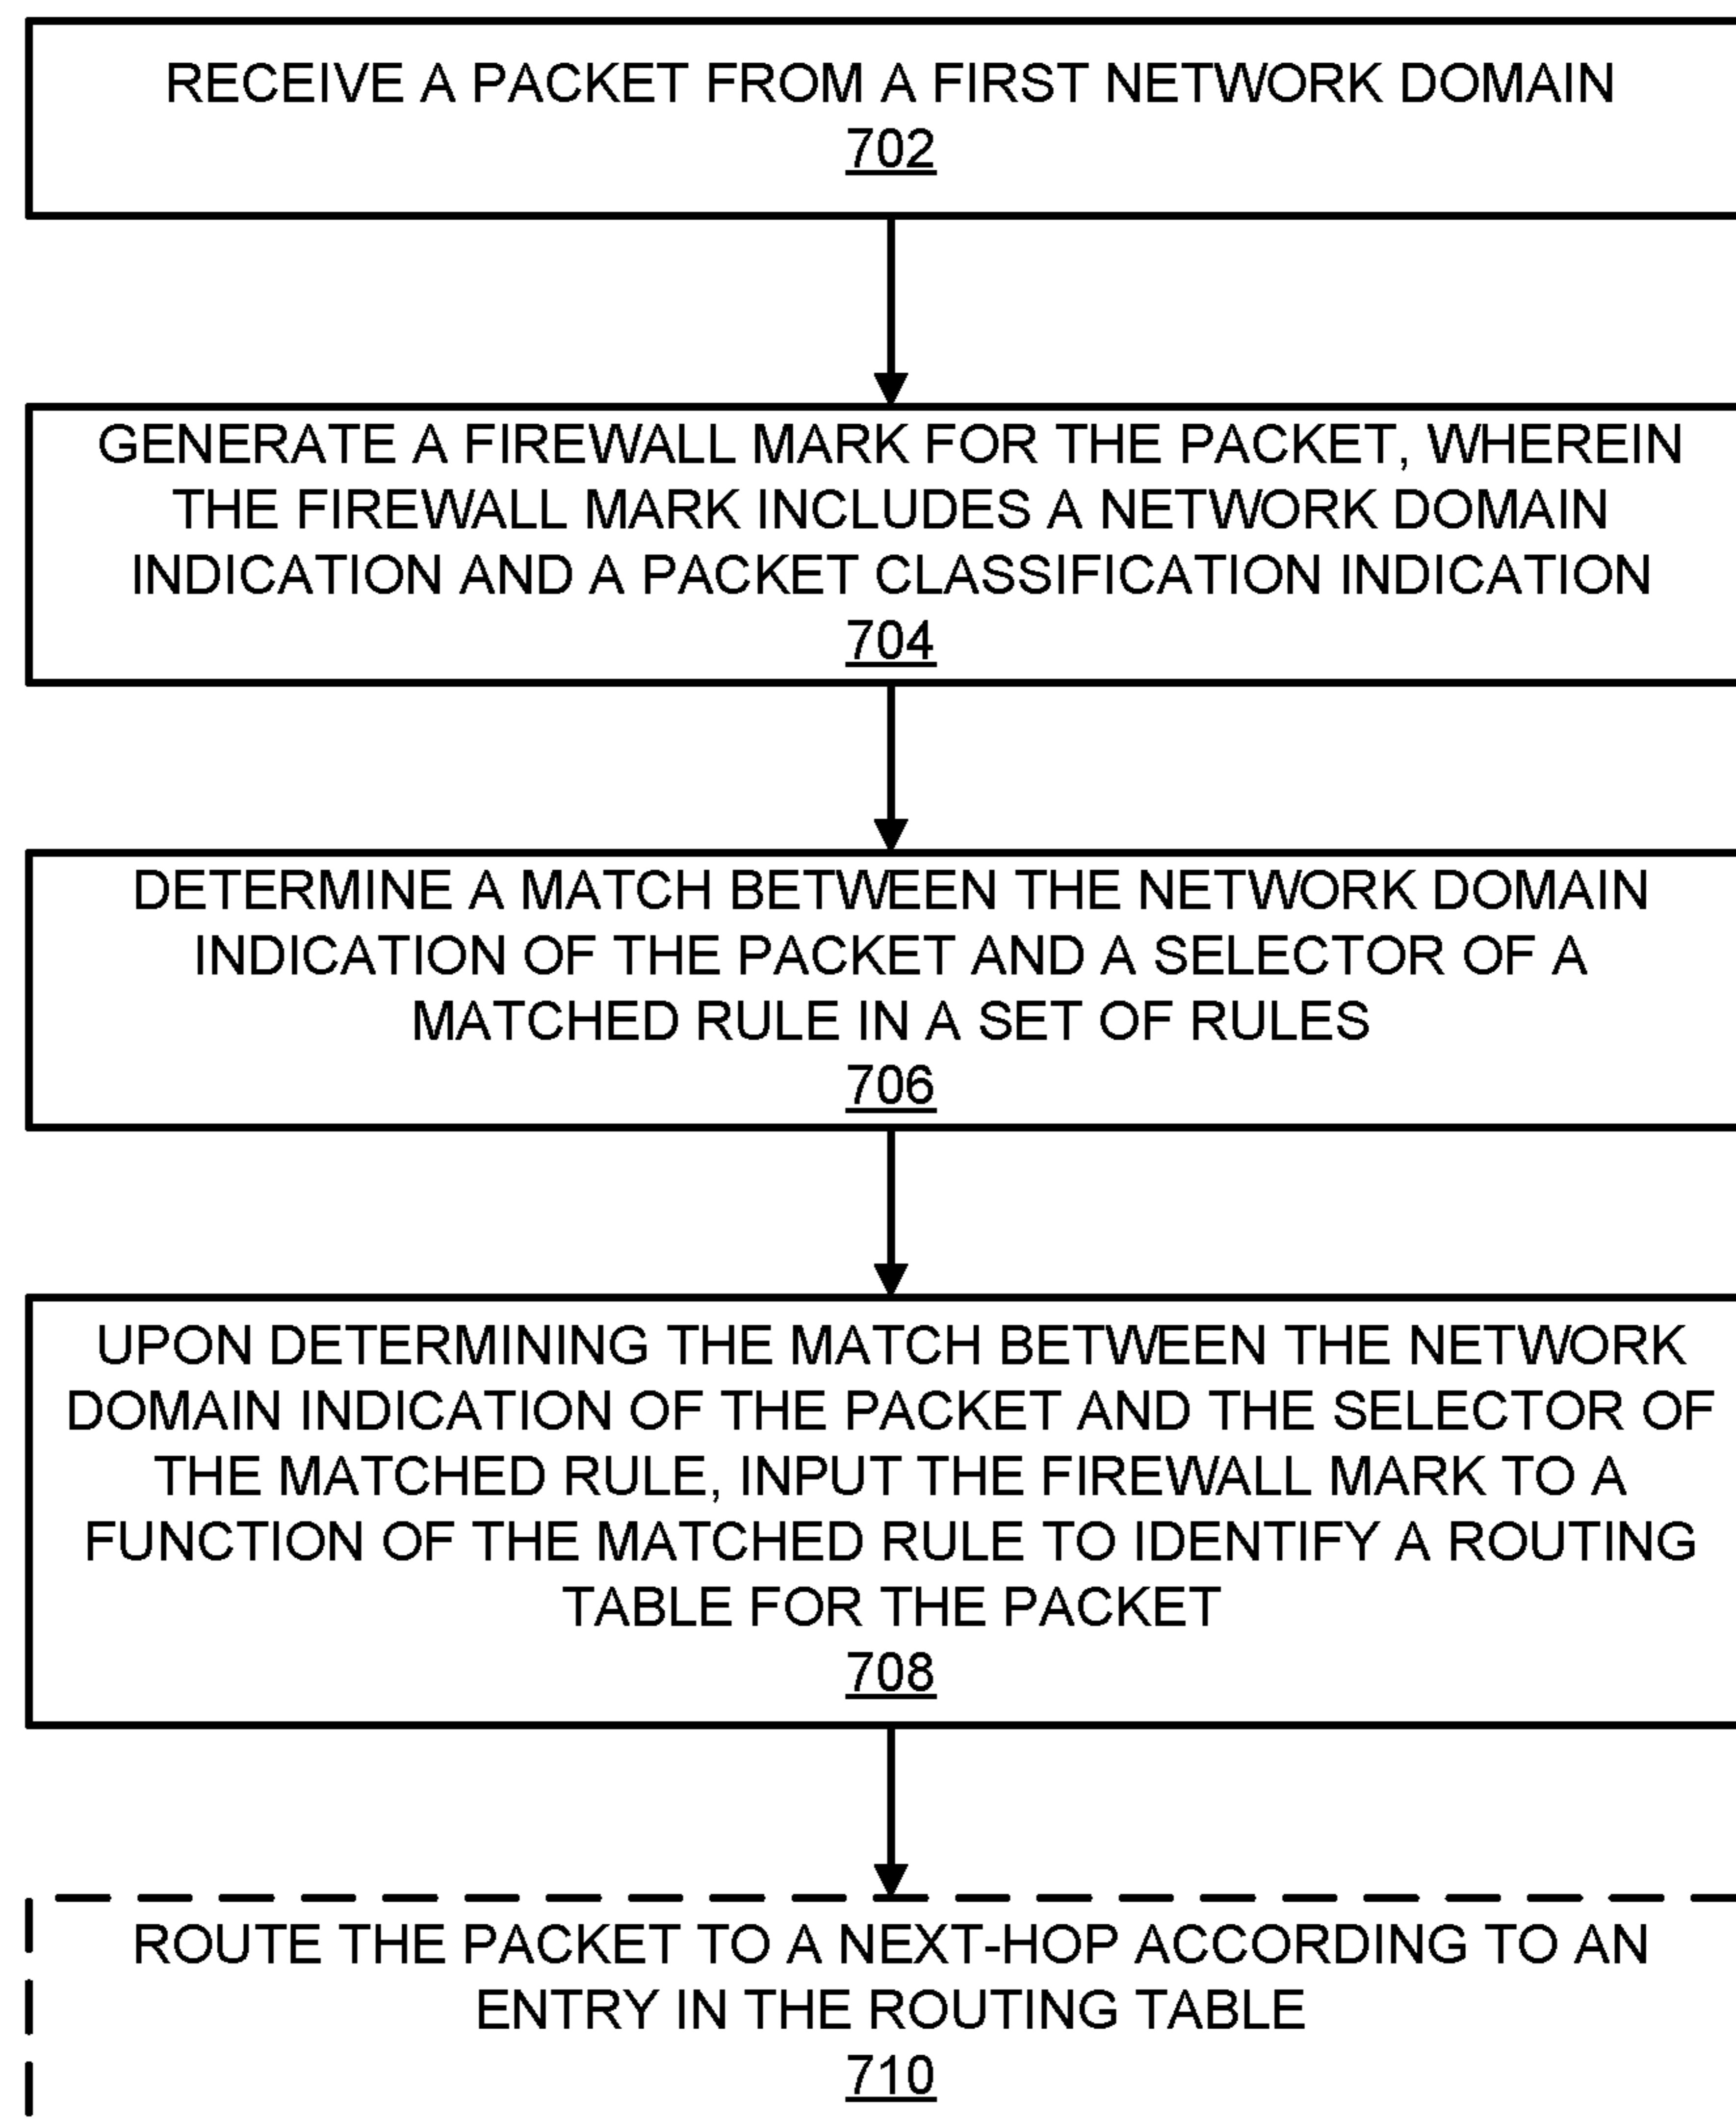 RECEIVE A PACKET FROM A FIRST NETWORK DOMAIN
702
GENERATE A FIREWALL MARK FOR THE PACKET, WHEREIN
THE FIREWALL MARK INCLUDES A NETWORK DOMAIN
INDICATION AND A PACKET CLASSIFICATION INDICATION
704
DETERMINE A MATCH BETWEEN THE NETWORK DOMAIN
INDICATION OF THE PACKET AND A SELECTOR OF A
MATCHED RULE IN A SET OF RULES
706
UPON DETERMINING THE MATCH BETWEEN THE NETWORK
DOMAIN INDICATION OF THE PACKET AND THE SELECTOR OF
THE MATCHED RULE, INPUT THE FIREWALL MARK TO A
FUNCTION OF THE MATCHED RULE TO IDENTIFY A ROUTING
TABLE FOR THE PACKET
708
ROUTE THE PACKET TO A NEXT-HOP ACCORDING TO AN
ENTRY IN THE ROUTING TABLE
710